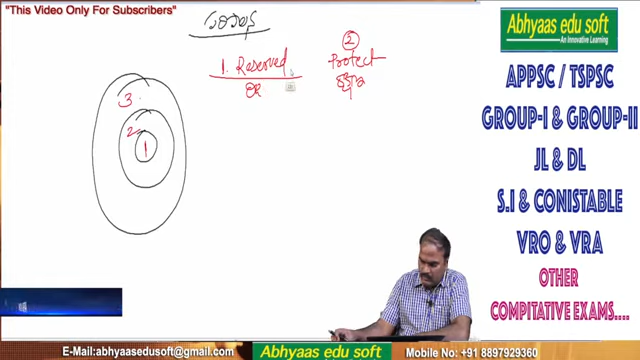 "This Video Only For Subscribers"
1. Reserved
2
Protect
3
2
1
Abhyaas edu soft
An Innovative Learning
APPSC / TSPSC
GROUP-I & GROUP-II
JL & DL
S.I & CONISTABLE
VRO & VRA
OTHER
COMPITATIVE EXAMS....
E-Mail:abhyaasedusoft@gmail.com
Abhyaas edu soft
Mobile No: +91 8897929360